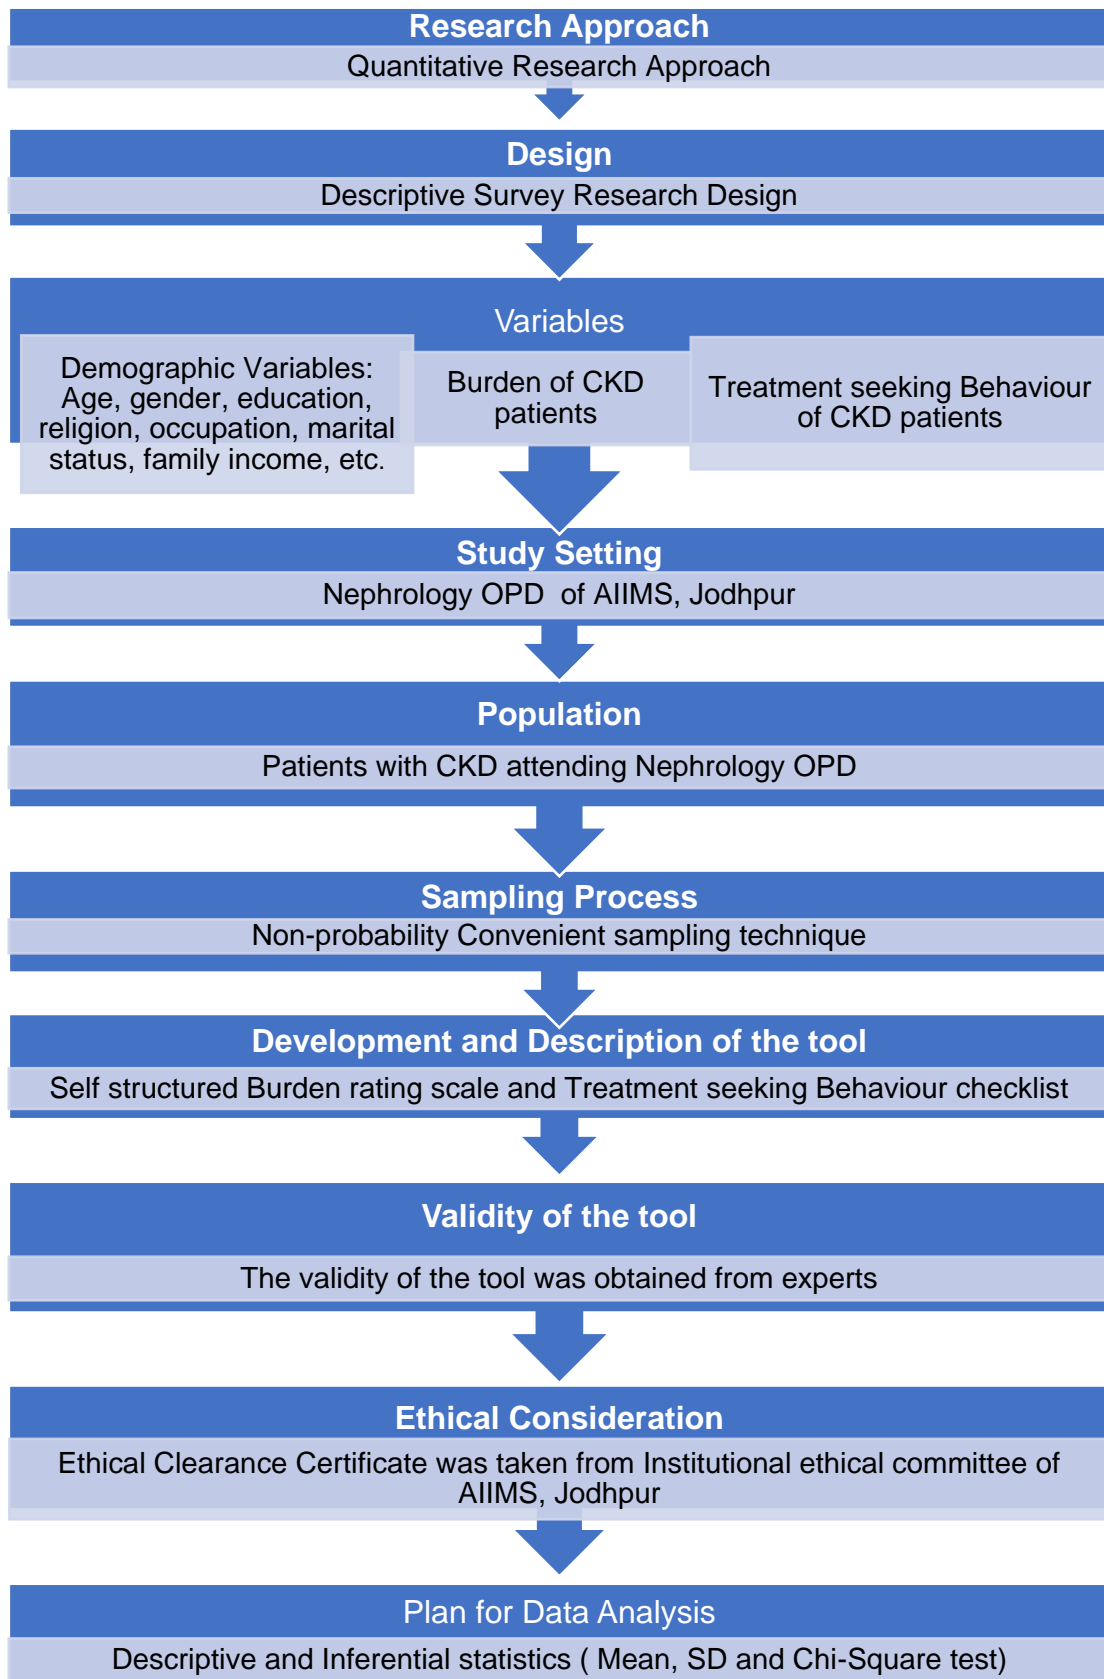 Research Approach
Quantitative Research Approach
Design
Descriptive Survey Research Design
Variables
Demographic Variables:
Age, gender, education,
religion, occupation, marital
status, family income, etc.
Burden of CKD
patients
Treatment seeking Behaviour
of CKD patients
Study Setting
Nephrology OPD of AIIMS, Jodhpur
Population
Patients with CKD attending Nephrology OPD
Sampling Process
Non-probability Convenient sampling technique
Development and Description of the tool
Self structured Burden rating scale and Treatment seeking Behaviour checklist
Validity of the tool
The validity of the tool was obtained from experts
Ethical Consideration
Ethical Clearance Certificate was taken from Institutional ethical committee of
AIIMS, Jodhpur
Plan for Data Analysis
Descriptive and Inferential statistics ( Mean, SD and Chi-Square test)